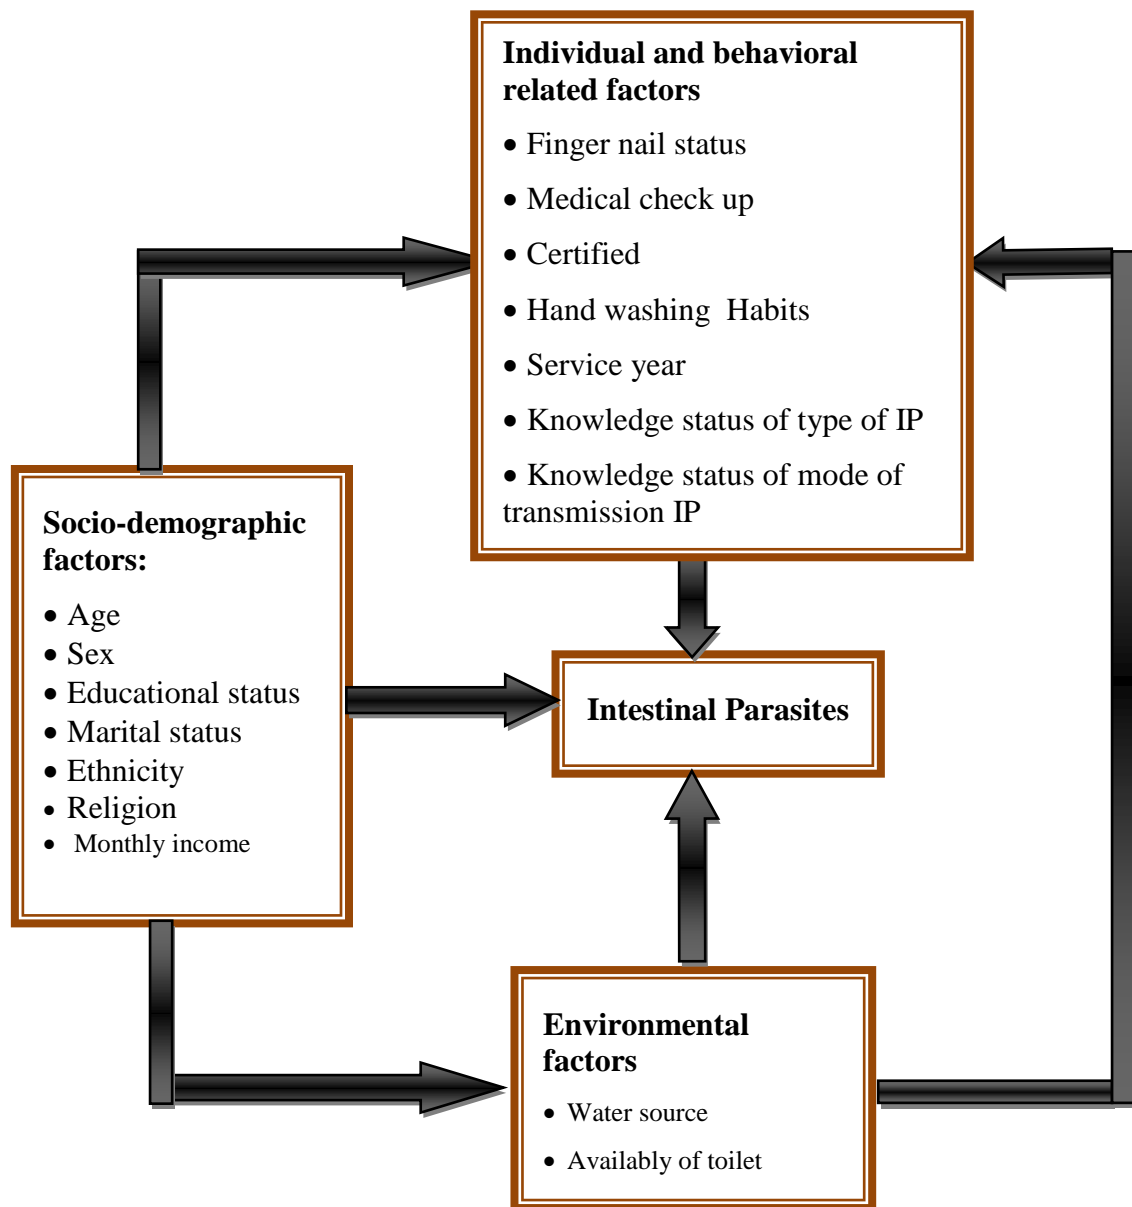 Individual and behavioral
related factors
• Finger nail status
• Medical check up
• Certified
• Hand washing  Habits
• Service year
• Knowledge status of type of IP
• Knowledge status of mode of
transmission IP
Socio-demographic
factors:
• Age
• Sex
• Educational status
• Marital status
• Ethnicity
• Religion
• Monthly income
Intestinal Parasites
Environmental
factors
• Water source
• Availably of toilet